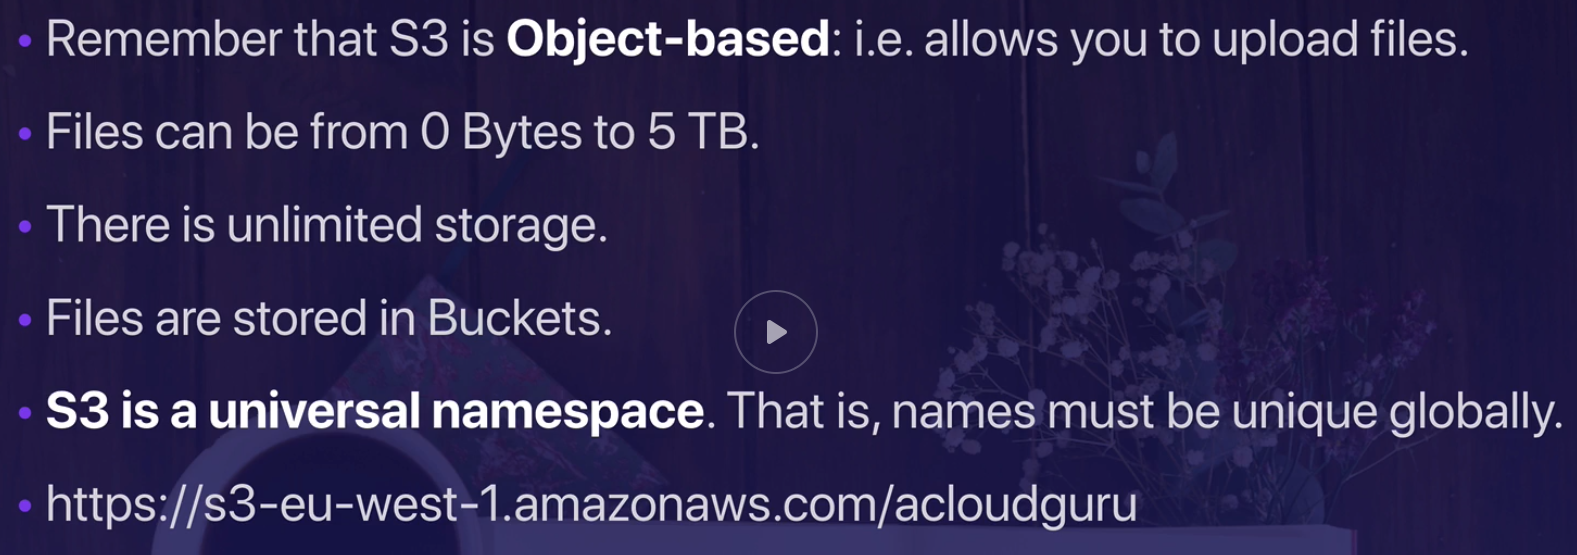 • Remember that S3 is Object-based: i.e. allows you to upload files.
• Files can be from 0 Bytes to 5 TB.
• There is unlimited storage.
• Files are stored in Buckets.
• S3 is a universal namespace. That is, names must be unique globally.
• https://s3-eu-west-1.amazonaws.com/acloudguru